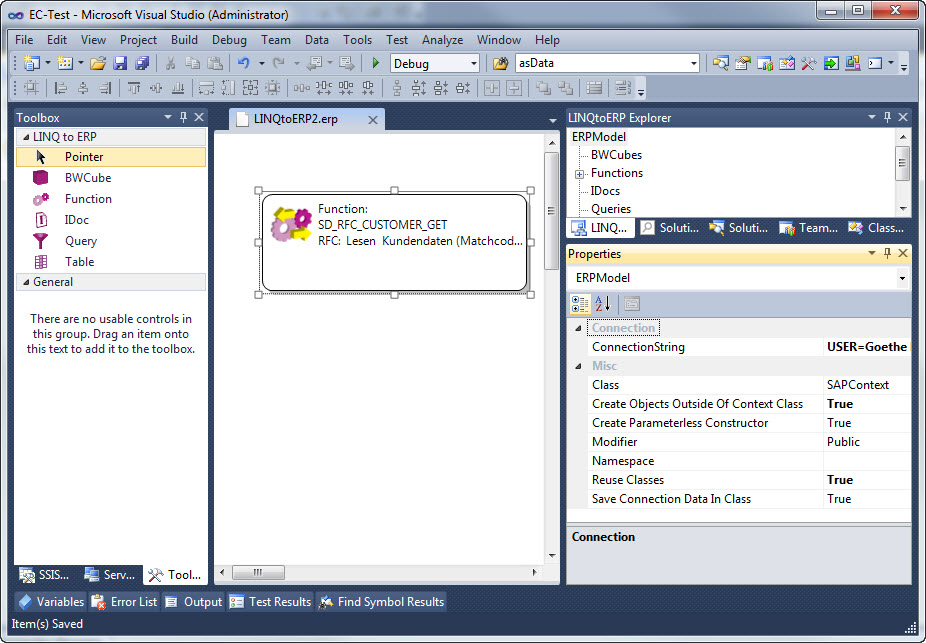 EC-Test - Microsoft Visual Studio (Administrator)
File Edit View Project Build Debug Team Data Tools Test Analyze Window Help
Debug asData
Toolbox
LINQ to ERP
Pointer
BWCube
Function
IDoc
Query
Table
General
There are no usable controls in
this group. Drag an item onto
this text to add it to the toolbox.
SSIS... Serv... Tool...
LINQtoERP2.erp
Function:
SD_RFC_CUSTOMER_GET
RFC: Lesen Kundendaten (Matchcod...
LINQtoERP Explorer
ERPModel
BWCubes
Functions
IDocs
Queries
LINQ... Soluti... Soluti... Team... Class...
Properties
ERPModel
Connection
ConnectionString USER=Goethe
Misc
Class SAPContext
Create Objects Outside Of Context Class True
Create Parameterless Constructor True
Modifier Public
Namespace
Reuse Classes True
Save Connection Data In Class True
Connection
Variables Error List Output Test Results Find Symbol Results
Item(s) Saved